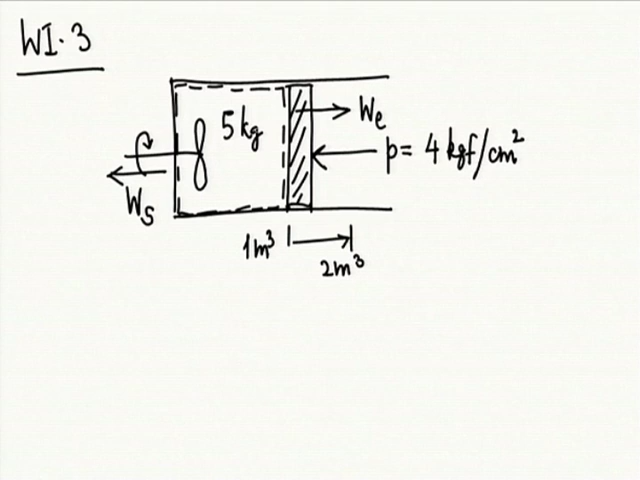 WI.3
5 kg
We
p = 4 kgf/cm²
Ws
1m³
2m³